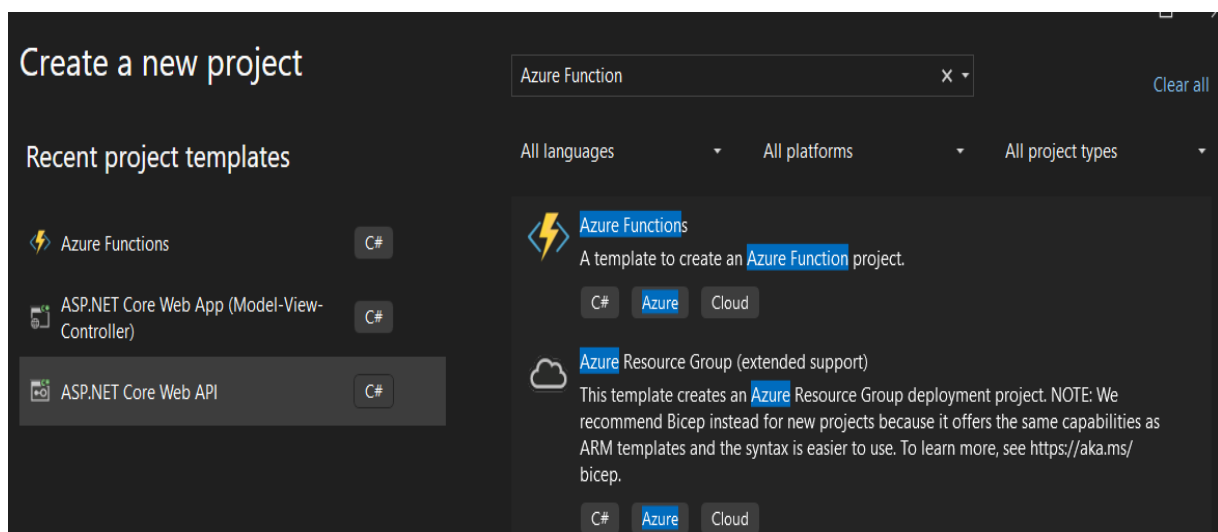 Create a new project
Recent project templates
Azure Functions
C#
ASP.NET Core Web App (Model-View-
Controller)
C#
ASP.NET Core Web API
C#
Azure Function
Clear all
All languages
All platforms
All project types
Azure Functions
A template to create an Azure Function project.
C# Azure Cloud
Azure Resource Group (extended support)
This template creates an Azure Resource Group deployment project. NOTE: We
recommend Bicep instead for new projects because it offers the same capabilities as
ARM templates and the syntax is easier to use. To learn more, see https://aka.ms/
bicep.
C# Azure Cloud